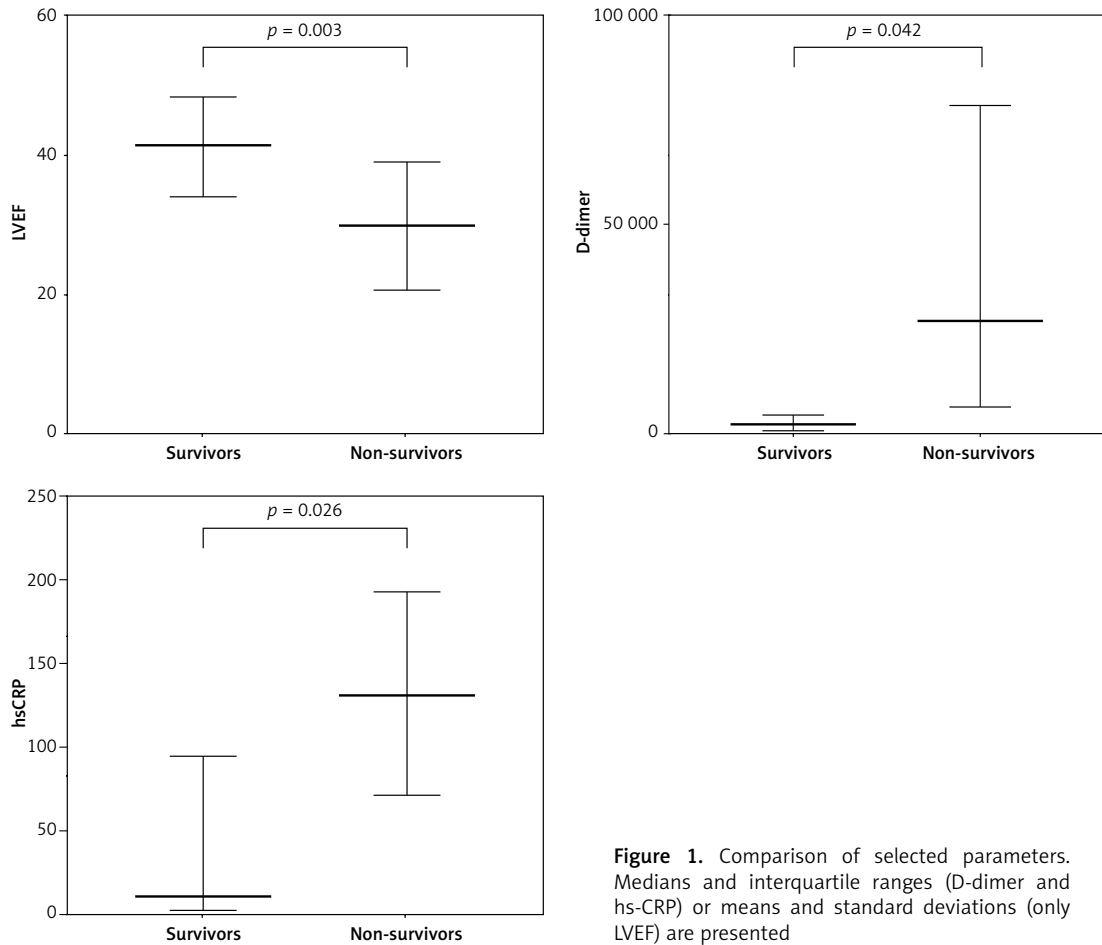 60
40
20
0
LVEF
p = 0.003
Survivors
Non-survivors
100 000
50 000
0
D-dimer
p = 0.042
Survivors
Non-survivors
250
200
150
100
50
0
hsCRP
p = 0.026
Survivors
Non-survivors
Figure 1. Comparison of selected parameters.
Medians and interquartile ranges (D-dimer and
hs-CRP) or means and standard deviations (only
LVEF) are presented